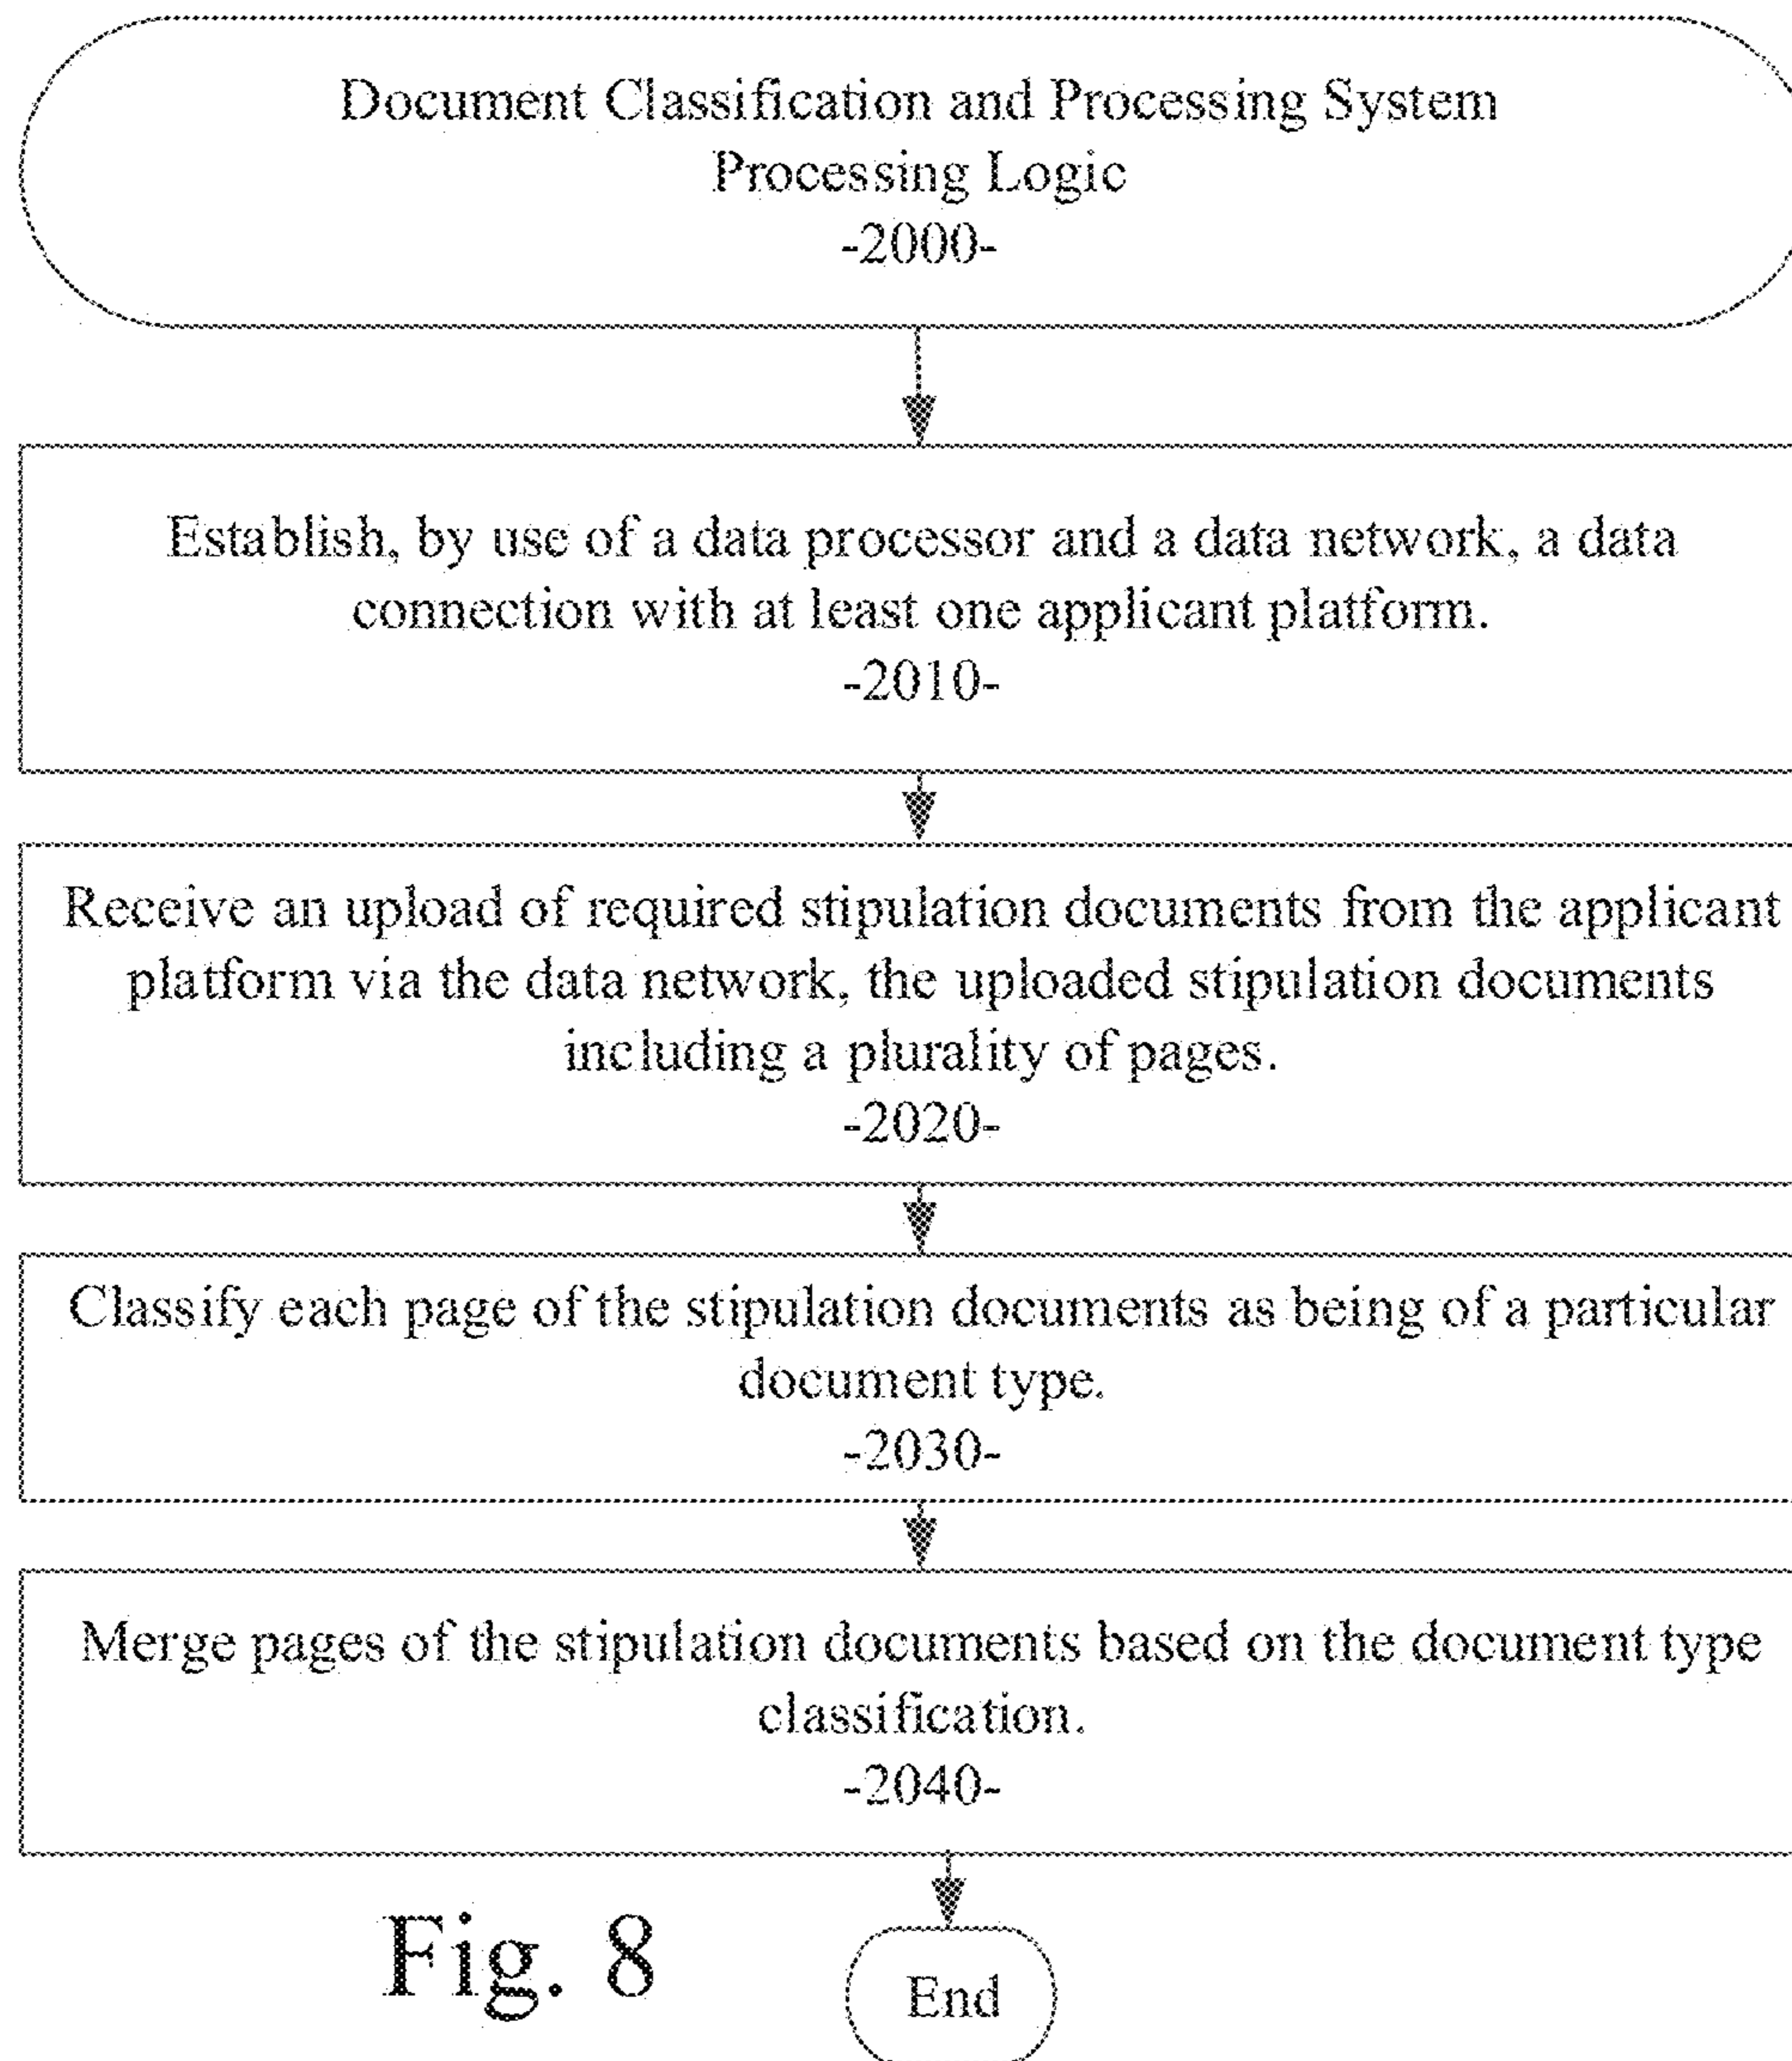 Document Classification and Processing System
Processing Logic
-2000-
Establish, by use of a data processor and a data network, a data
connection with at least one applicant platform.
-2010-
Receive an upload of required stipulation documents from the applicant
platform via the data network, the uploaded stipulation documents
including a plurality of pages.
-2020-
Classify each page of the stipulation documents as being of a particular
document type.
-2030-
Merge pages of the stipulation documents based on the document type
classification.
-2040-
Fig. 8
End